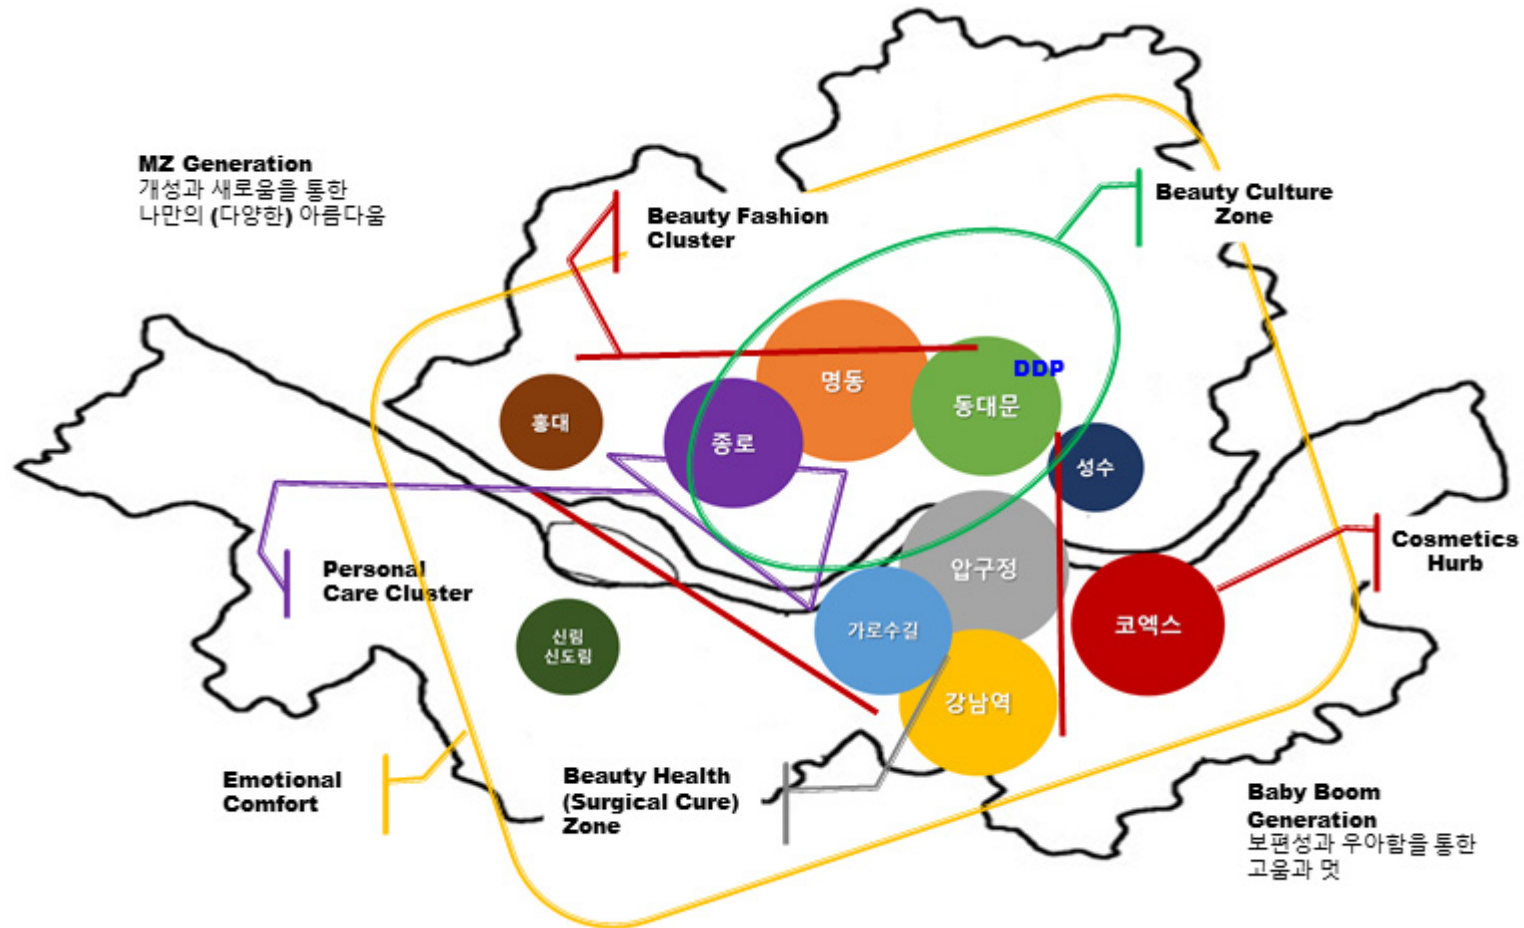 MZ Generation
개성과 새로움을 통한
나만의 (다양한) 아름다움
Beauty Fashion
Cluster
Beauty Culture
Zone
명동
DDP
동대문
홍대
종로
성수
Cosmetics
Hurb
압구정
Personal
Care Cluster
코엑스
가로수길
신림
신도림
강남역
Emotional
Comfort
Beauty Health
(Surgical Cure)
Zone
Baby Boom
Generation
보편성과 우아함을 통한
고움과 멋